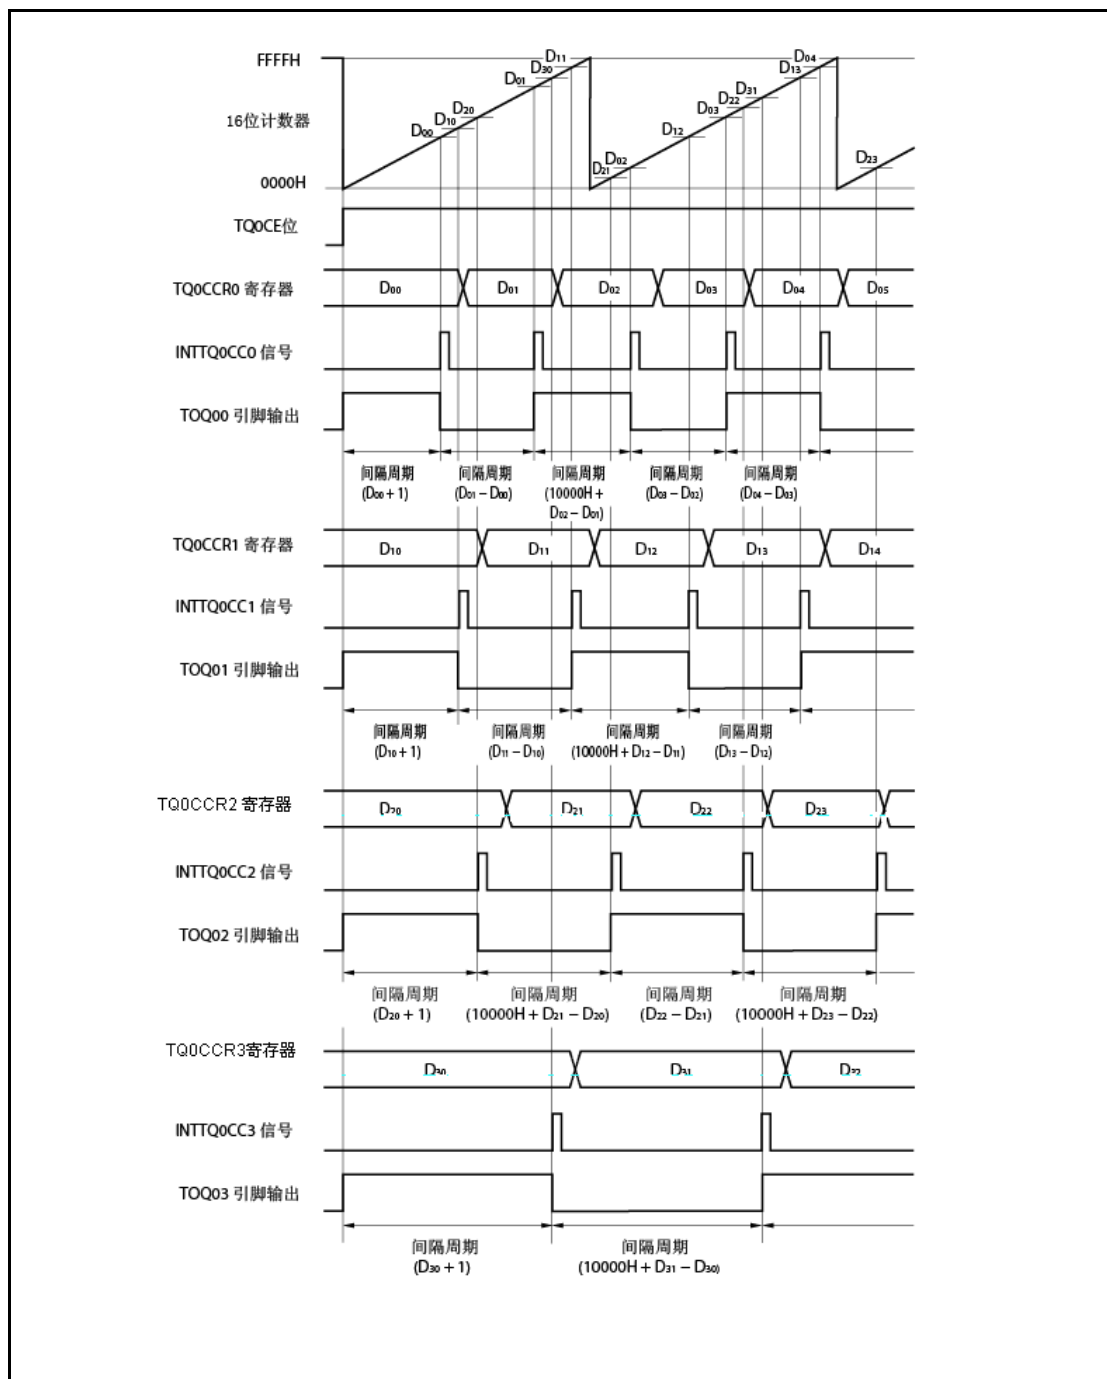 FFFFH
16位计数器
0000H
D00
D10
D20
D01
D30
D11
D21
D02
D12
D03
D22
D31
D13
D04
D23
TQ0CE位
TQ0CCR0 寄存器
D00
D01
D02
D03
D04
D05
INTTQ0CC0 信号
TOQ00 引脚输出
间隔周期
(D00 + 1)
间隔周期
(D01 – D00)
间隔周期
(10000H +
D02 – D01)
间隔周期
(D03 – D02)
间隔周期
(D04 – D03)
TQ0CCR1 寄存器
D10
D11
D12
D13
D14
INTTQ0CC1 信号
TOQ01 引脚输出
间隔周期
(D10 + 1)
间隔周期
(D11 – D10)
间隔周期
(10000H + D12 – D11)
间隔周期
(D13 – D12)
TQ0CCR2 寄存器
D20
D21
D22
D23
INTTQ0CC2 信号
TOQ02 引脚输出
间隔周期
(D20 + 1)
间隔周期
(10000H + D21 – D20)
间隔周期
(D22 – D21)
间隔周期
(10000H + D23 – D22)
TQ0CCR3寄存器
D30
D31
INTTQ0CC3 信号
TOQ03 引脚输出
间隔周期
(D30 + 1)
间隔周期
(10000H + D31 – D30)